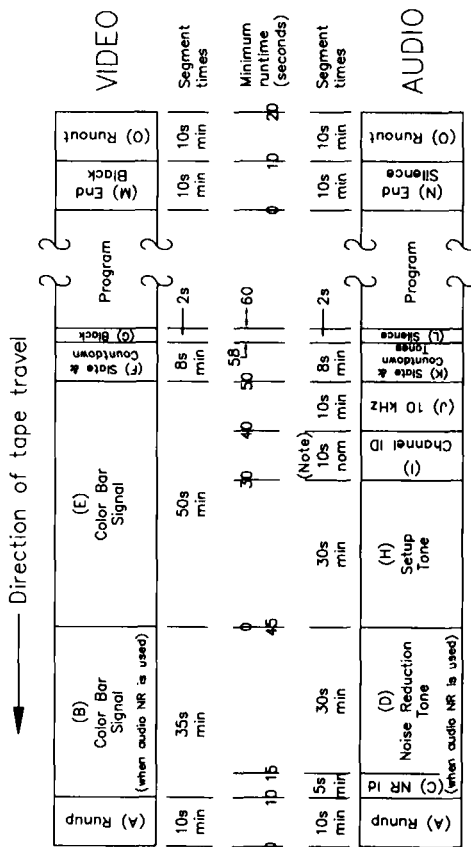 Direction of tape travel
VIDEO
(A) Runup
(B)
Color Bar
Signal
(when audio NR is used)
(E)
Color Bar
Signal
(F) Slate &
Countdown
(G) Black
Program
(M) End
Black
(O) Runout
Segment
times
10s
min
35s
min
50s
min
8s
min
2s
10s
min
10s
min
Minimum
runtime
(seconds)
0
10 15
45
0
30
40
50
58
60
0
10
20
Segment
times
10s
min
5s
min
30s
min
30s
min
(Note)
10s
nom
10s
min
8s
min
2s
10s
min
10s
min
AUDIO
(A) Runup
(C) NR Id
(D)
Noise Reduction
Tone
(when audio NR is used)
(H)
Setup
Tone
(I)
Channel ID
(J) 10 kHz
(K) Slate &
Countdown
Tones
(L) Silence
Program
(N) End
Silence
(O) Runout